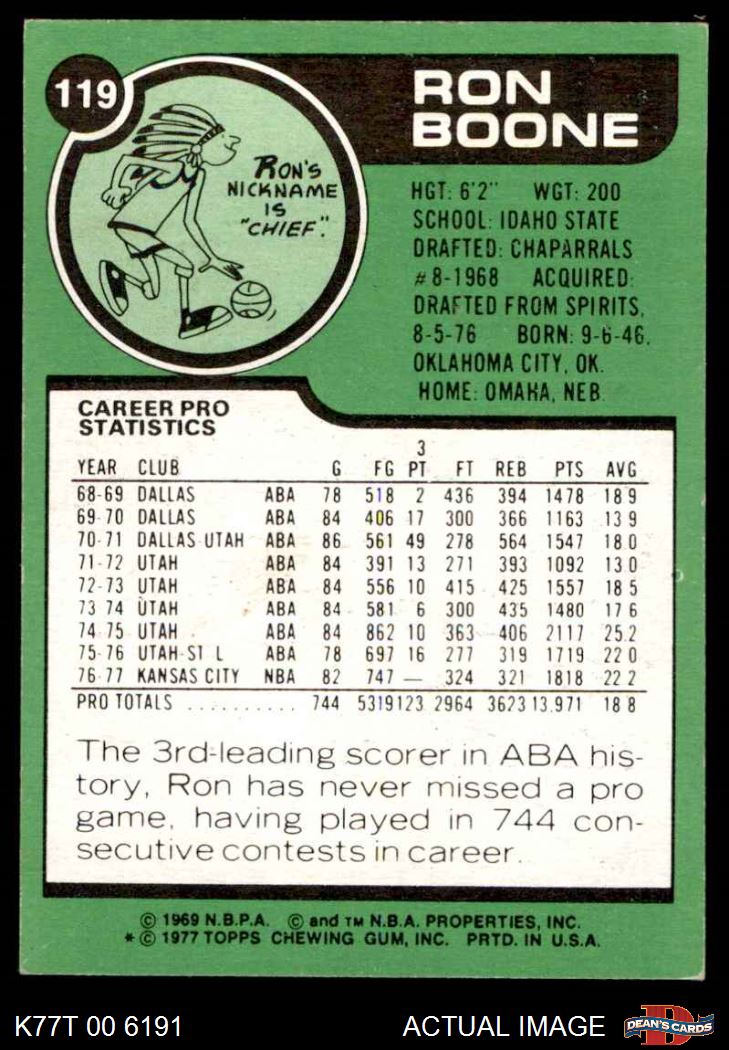 119
RON
BOONE
RON'S
NICKNAME
IS
"CHIEF".
HGT: 6'2" WGT: 200
SCHOOL: IDAHO STATE
DRAFTED: CHAPARRALS
#8-1968 ACQUIRED:
DRAFTED FROM SPIRITS,
8-5-76 BORN: 9-6-46,
OKLAHOMA CITY, OK.
HOME: OMAHA, NEB.
CAREER PRO
STATISTICS
3
YEAR CLUB G FG PT FT REB PTS AVG
68-69 DALLAS ABA 78 518 2 436 394 1478 18.9
69-70 DALLAS ABA 84 406 17 300 366 1163 13.9
70-71 DALLAS-UTAH ABA 86 561 49 278 564 1547 18.0
71-72 UTAH ABA 84 391 13 271 393 1092 13.0
72-73 UTAH ABA 84 556 10 415 425 1557 18.5
73-74 UTAH ABA 84 581 6 300 435 1480 17.6
74-75 UTAH ABA 84 862 10 363 406 2117 25.2
75-76 UTAH-ST L ABA 78 697 16 277 319 1719 22.0
76-77 KANSAS CITY NBA 82 747 — 324 321 1818 22.2
PRO TOTALS .......... 744 5319 123 2964 3623 13,971 18.8
The 3rd-leading scorer in ABA his-
tory, Ron has never missed a pro
game, having played in 744 con-
secutive contests in career.
© 1969 N.B.P.A. © and TM N.B.A. PROPERTIES, INC.
*© 1977 TOPPS CHEWING GUM, INC. PRTD. IN U.S.A.
K77T 00 6191 ACTUAL IMAGE
D
DEAN'S CARDS